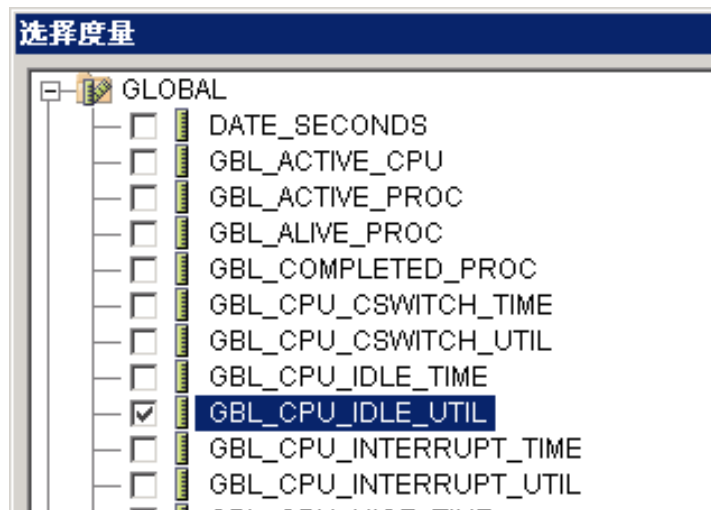 选择度量
GLOBAL
DATE_SECONDS
GBL_ACTIVE_CPU
GBL_ACTIVE_PROC
GBL_ALIVE_PROC
GBL_COMPLETED_PROC
GBL_CPU_CSWITCH_TIME
GBL_CPU_CSWITCH_UTIL
GBL_CPU_IDLE_TIME
GBL_CPU_IDLE_UTIL
GBL_CPU_INTERRUPT_TIME
GBL_CPU_INTERRUPT_UTIL